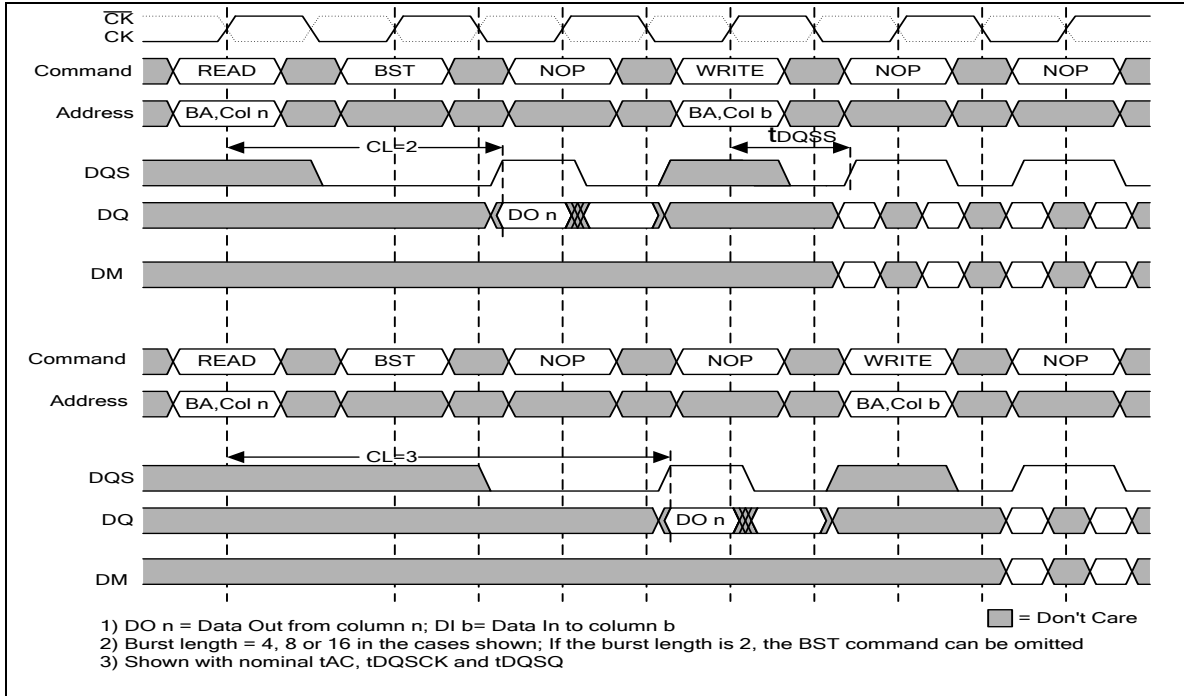 CK
CK
Command READ BST NOP WRITE NOP NOP
Address BA,Col n BA,Col b
CL=2 tDQSS
DQS
DQ DO n
DM
Command READ BST NOP NOP WRITE NOP
Address BA,Col n BA,Col b
CL=3
DQS
DQ DO n
DM
= Don't Care
1) DO n = Data Out from column n; DI b= Data In to column b
2) Burst length = 4, 8 or 16 in the cases shown; If the burst length is 2, the BST command can be omitted
3) Shown with nominal tAC, tDQSCK and tDQSQ